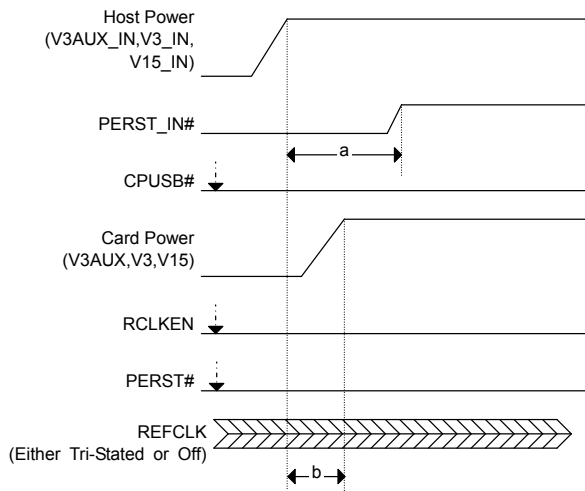 Host Power
(V3AUX_IN,V3_IN,
V15_IN)
PERST_IN#
a
CPUSB#
Card Power
(V3AUX,V3,V15)
RCLKEN
PERST#
REFCLK
(Either Tri-Stated or Off)
b